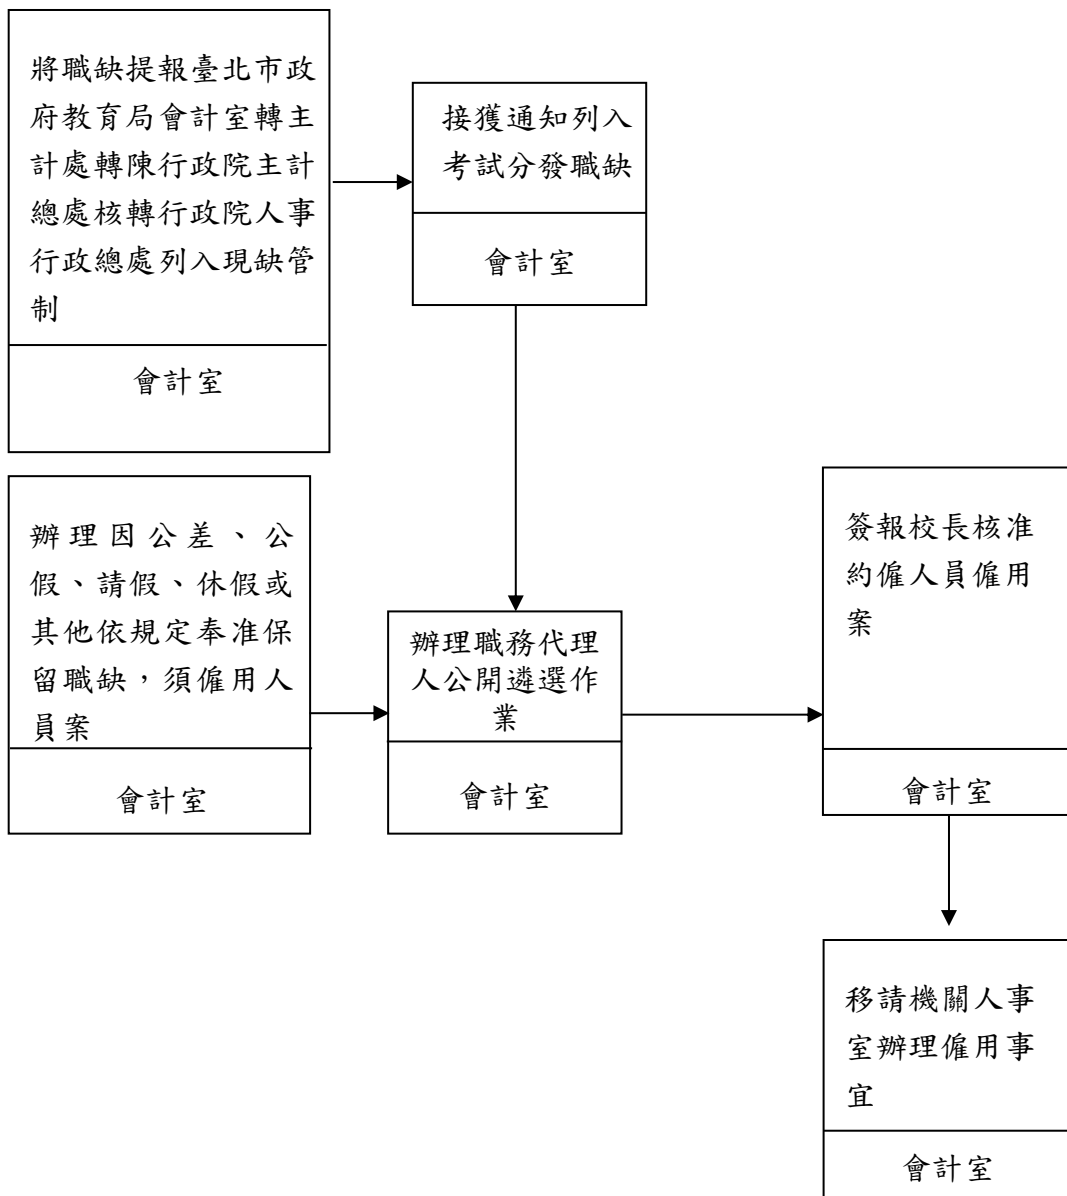 將職缺提報臺北市政
府教育局會計室轉主
計處轉陳行政院主計
總處核轉行政院人事
行政總處列入現缺管
制
會計室
接獲通知列入
考試分發職缺
會計室
辦理因公差、公
假、請假、休假或
其他依規定奉准保
留職缺，須僱用人
員案
會計室
辦理職務代理
人公開遴選作
業
會計室
簽報校長核准
約僱人員僱用
案
會計室
移請機關人事
室辦理僱用事
宜
會計室